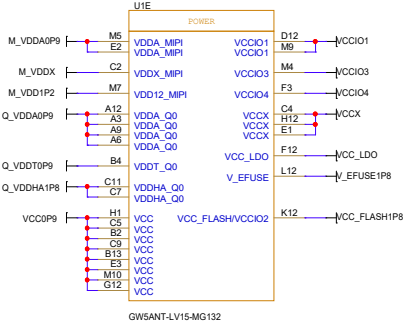 U1E
POWER
M_VDDA0P9 M5 VDDA_MIPI VCCIO1 D12 VCCIO1
E2 VDDA_MIPI VCCIO1 M9
M_VDDX C2 VDDX_MIPI VCCIO3 M4 VCCIO3
M_VDD1P2 M7 VDD12_MIPI VCCIO4 F3 VCCIO4
Q_VDDA0P9 A12 VDDA_Q0 VCCX C4 VCCX
A3 VDDA_Q0 VCCX H12
A9 VDDA_Q0 VCCX E1
A6 VDDA_Q0
VCC_LDO F12 VCC_LDO
Q_VDDT0P9 B4 VDDT_Q0
V_EFUSE L12 V_EFUSE1P8
Q_VDDHA1P8 C11 VDDHA_Q0
C7 VDDHA_Q0
VCC0P9 H1 VCC VCC_FLASH/VCCIO2 K12 VCC_FLASH1P8
C5 VCC
B2 VCC
C9 VCC
B13 VCC
E3 VCC
M10 VCC
G12 VCC
GW5ANT-LV15-MG132